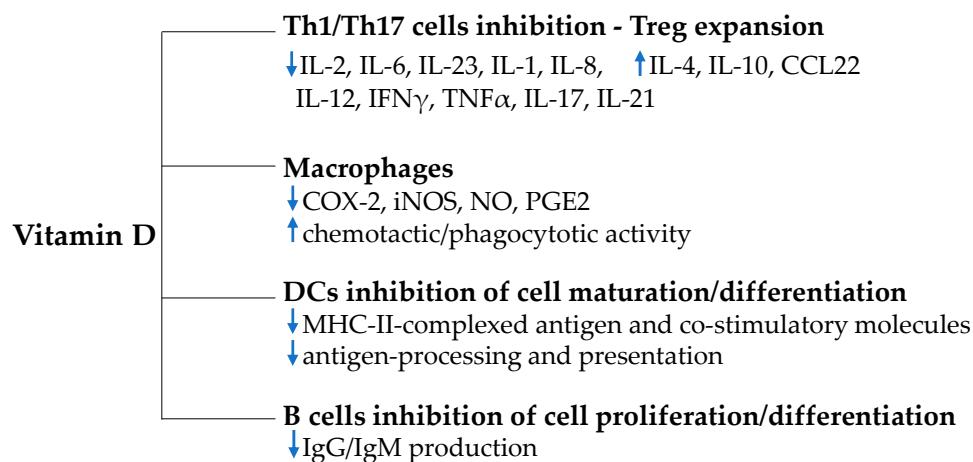 Th1/Th17 cells inhibition - Treg expansion
↓IL-2, IL-6, IL-23, IL-1, IL-8, ↑IL-4, IL-10, CCL22
IL-12, IFNγ, TNFα, IL-17, IL-21
Macrophages
↓COX-2, iNOS, NO, PGE2
↑chemotactic/phagocytotic activity
Vitamin D
DCs inhibition of cell maturation/differentiation
↓MHC-II-complexed antigen and co-stimulatory molecules
↓antigen-processing and presentation
B cells inhibition of cell proliferation/differentiation
↓IgG/IgM production